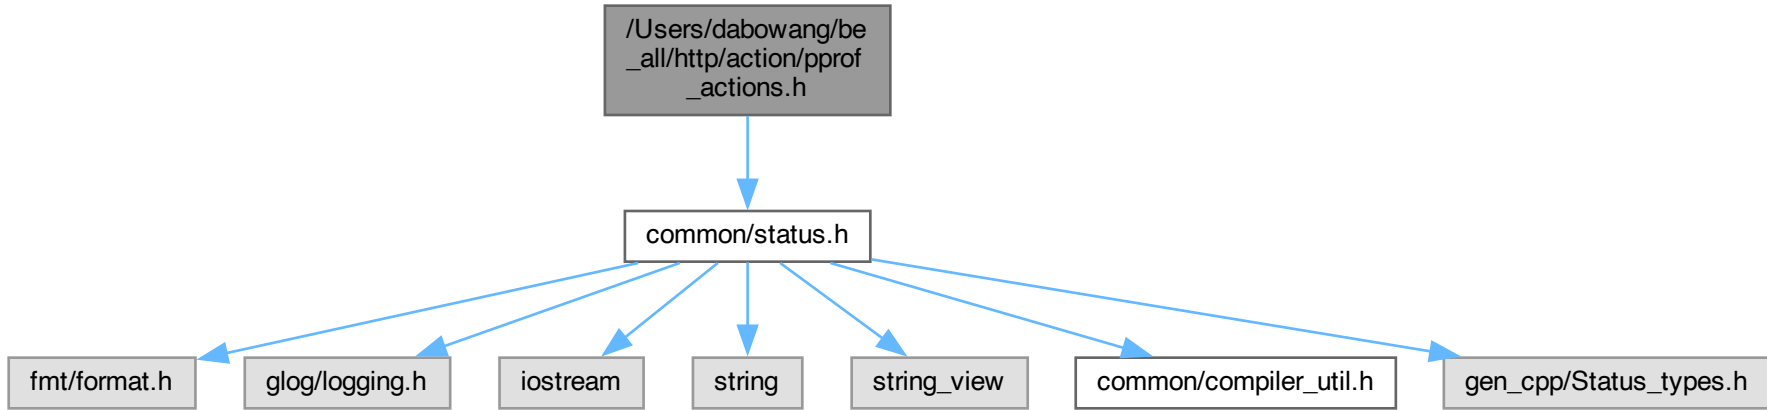 /Users/dabowang/be
_all/http/action/pprof
_actions.h
common/status.h
fmt/format.h
glog/logging.h
iostream
string
string_view
common/compiler_util.h
gen_cpp/Status_types.h